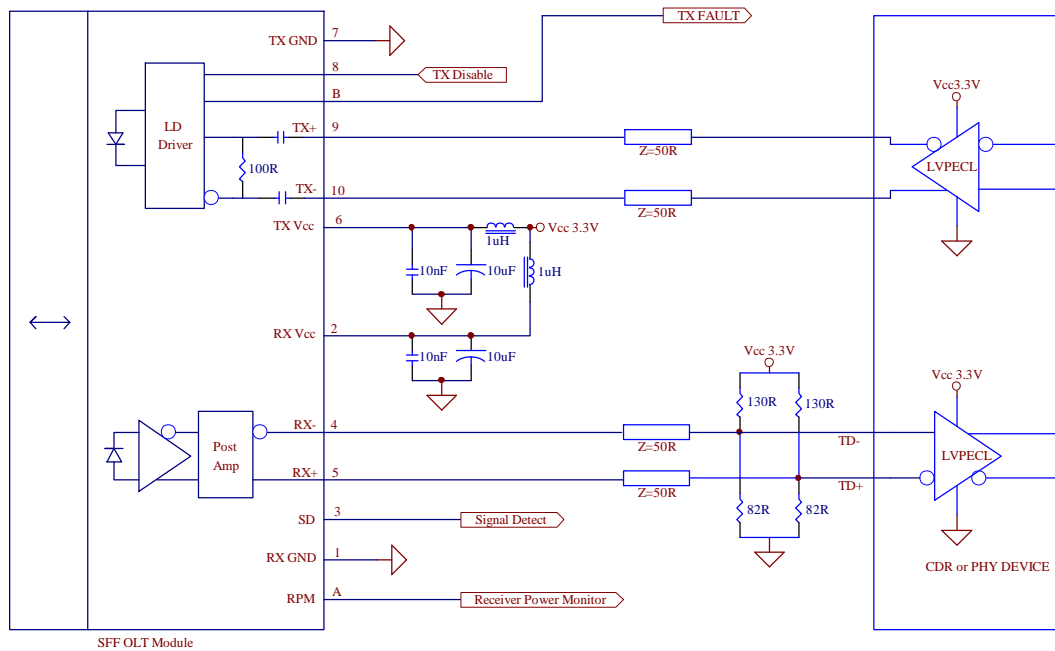 TX FAULT
TX GND 7
8 TX Disable
B
Vcc3.3V
LD
Driver
TX+ 9
Z=50R
LVPECL
100R
TX- 10
Z=50R
TX Vcc 6
1uH
Vcc 3.3V
10nF 10uF 1uH
RX Vcc 2
10nF 10uF
Vcc 3.3V
Vcc 3.3V
130R 130R
Post
Amp
RX- 4
Z=50R
TD-
LVPECL
RX+ 5
Z=50R
TD+
82R 82R
SD 3 Signal Detect
RX GND 1
CDR or PHY DEVICE
RPM A Receiver Power Monitor
SFF OLT Module